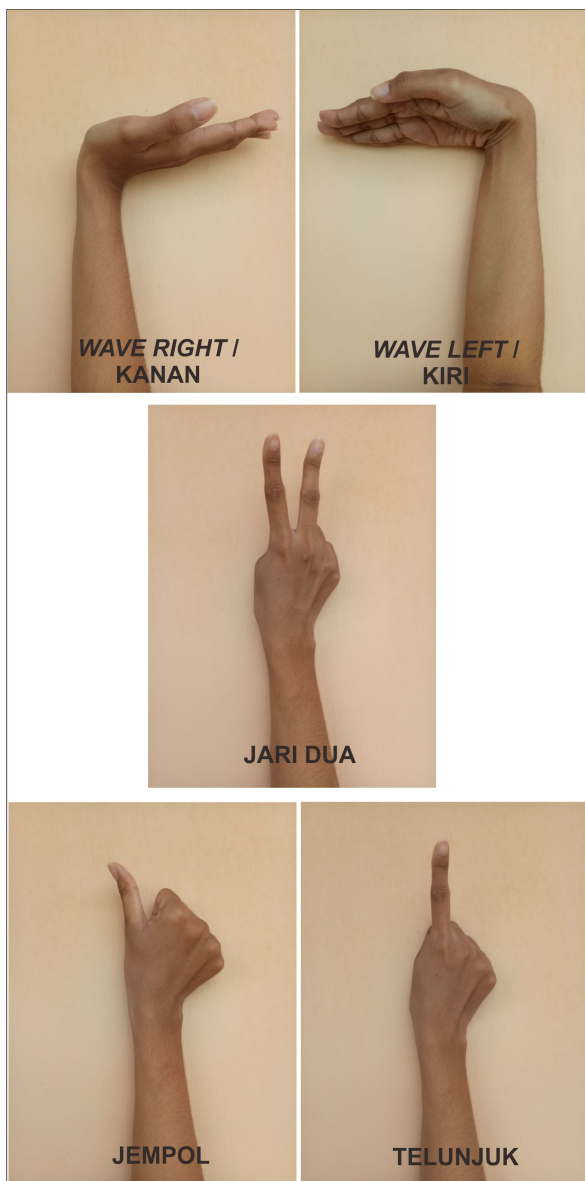 WAVE RIGHT /
KANAN
WAVE LEFT /
KIRI
JARI DUA
JEMPOL
TELUNJUK